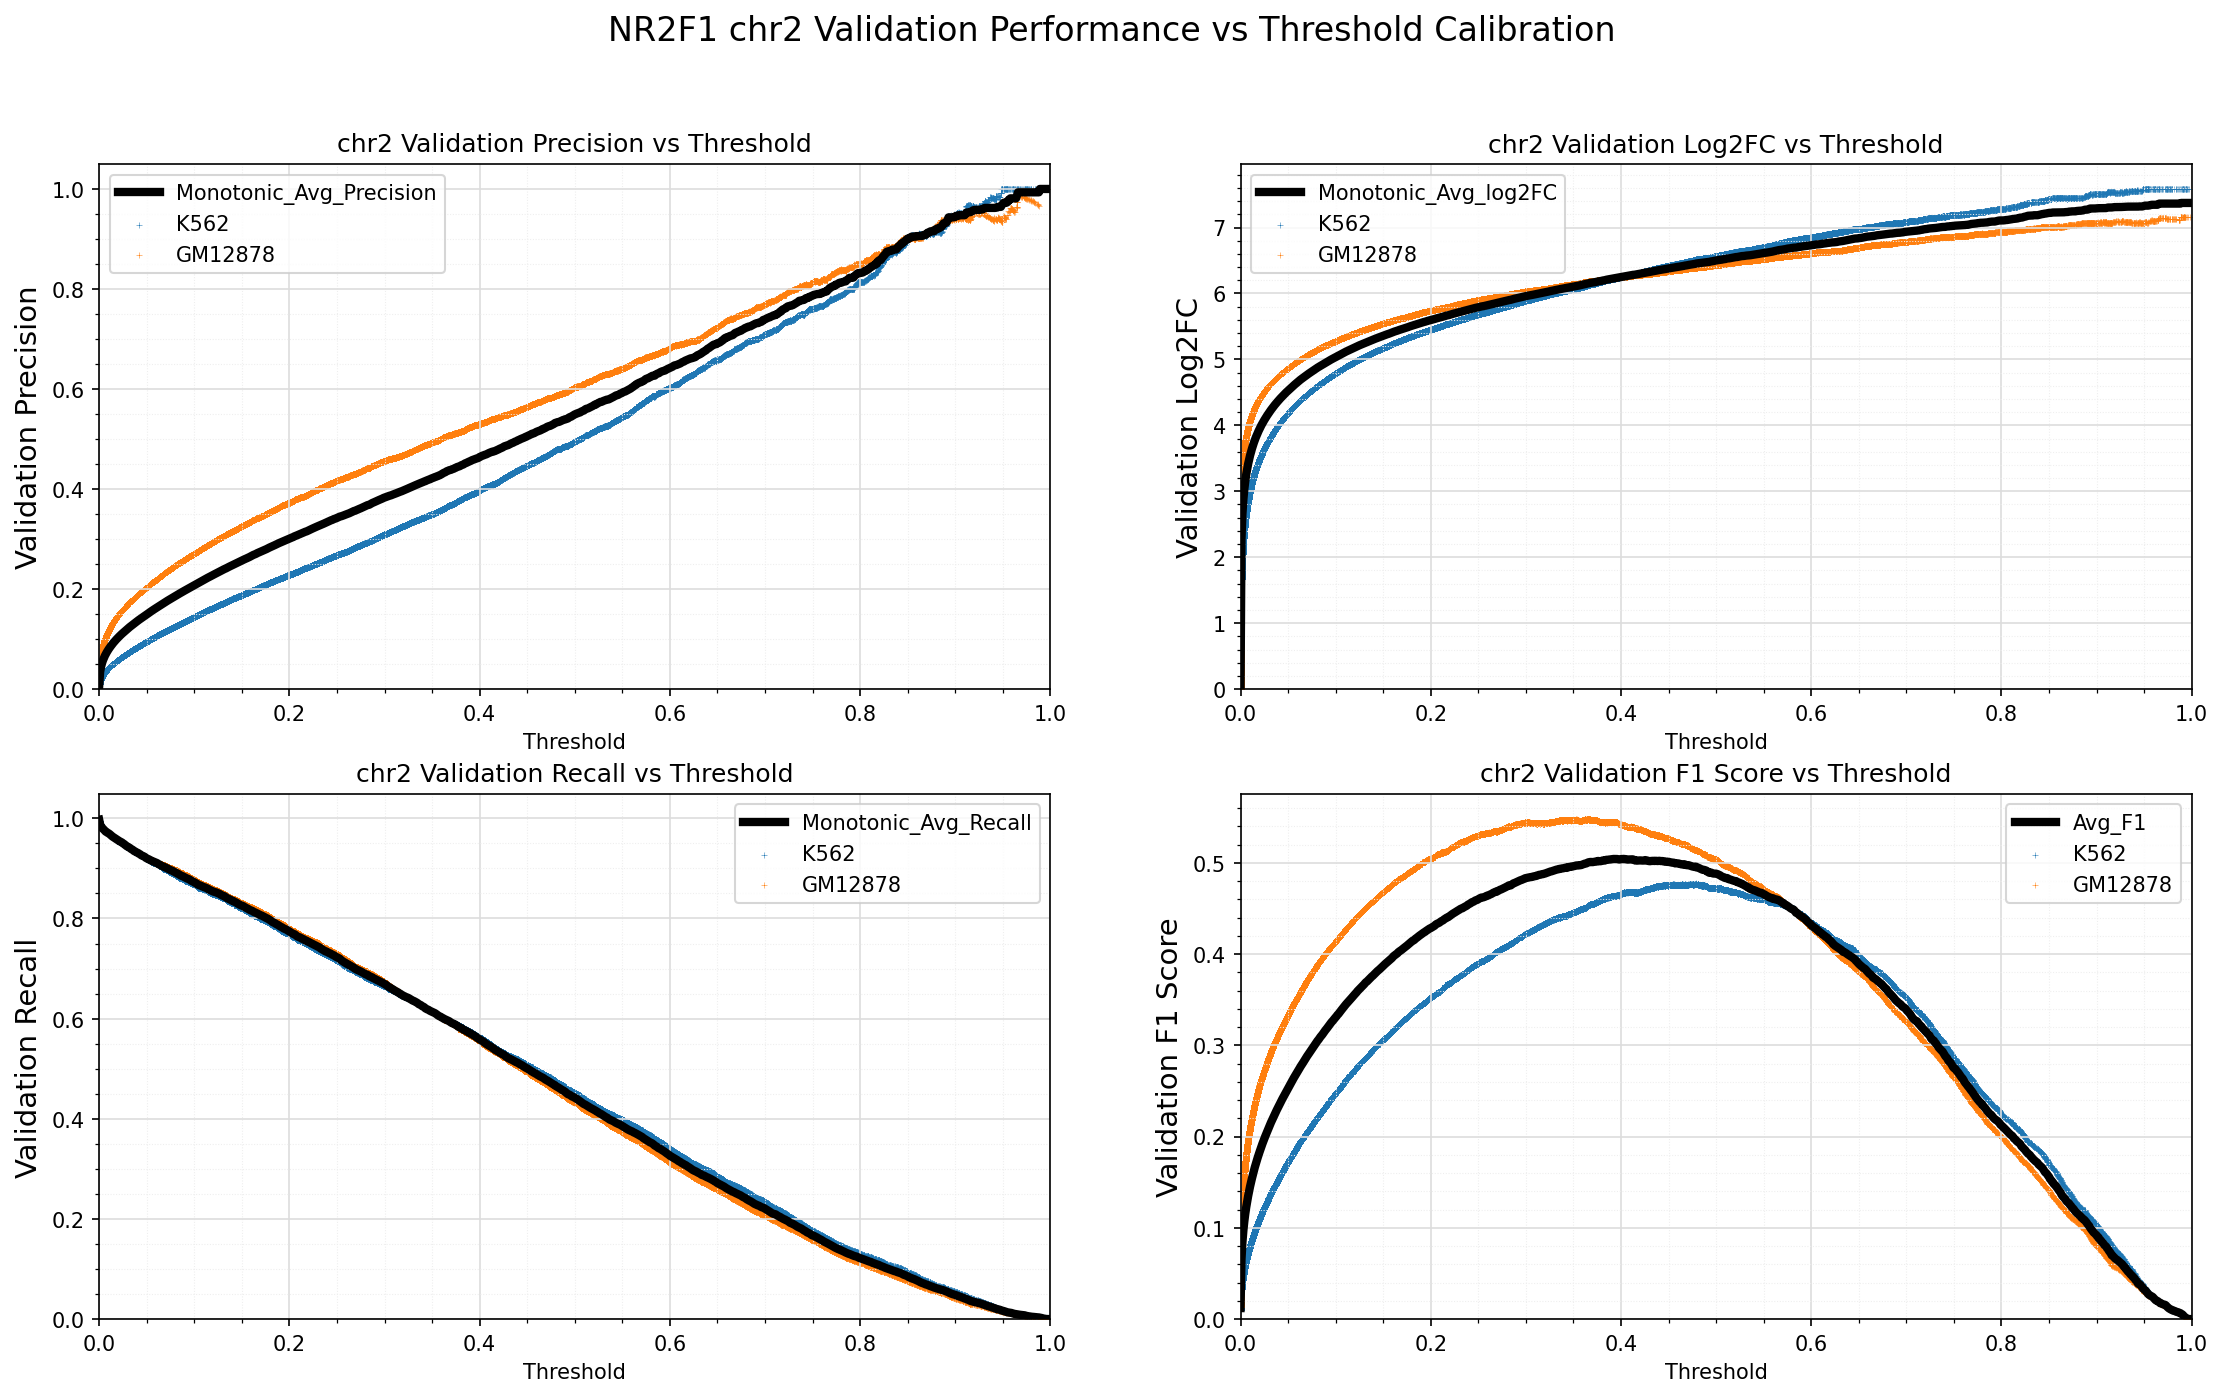 NR2F1 chr2 Validation Performance vs Threshold Calibration
chr2 Validation Precision vs Threshold
Monotonic_Avg_Precision
K562
GM12878
Validation Precision
1.0
0.8
0.6
0.4
0.2
0.0
0.0 0.2 0.4 0.6 0.8 1.0
Threshold
chr2 Validation Log2FC vs Threshold
Monotonic_Avg_log2FC
K562
GM12878
Validation Log2FC
7
6
5
4
3
2
1
0
0.0 0.2 0.4 0.6 0.8 1.0
Threshold
chr2 Validation Recall vs Threshold
Monotonic_Avg_Recall
K562
GM12878
Validation Recall
1.0
0.8
0.6
0.4
0.2
0.0
0.0 0.2 0.4 0.6 0.8 1.0
Threshold
chr2 Validation F1 Score vs Threshold
Avg_F1
K562
GM12878
Validation F1 Score
0.5
0.4
0.3
0.2
0.1
0.0
0.0 0.2 0.4 0.6 0.8 1.0
Threshold